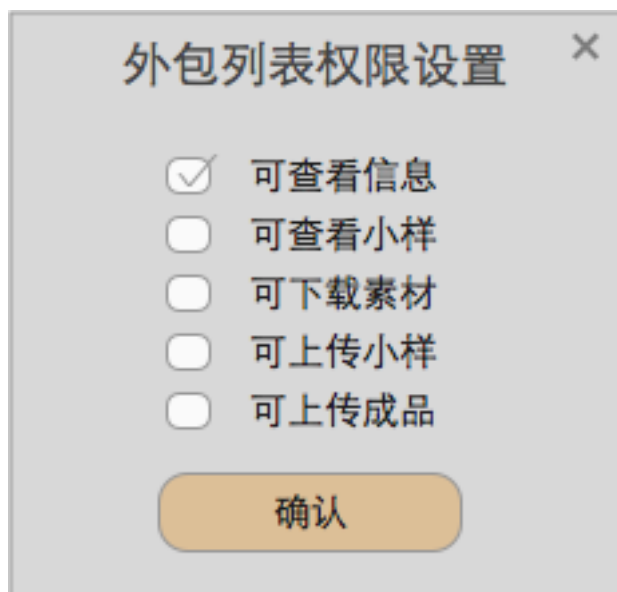 外包列表权限设置
可查看信息
可查看小样
可下载素材
可上传小样
可上传成品
确认